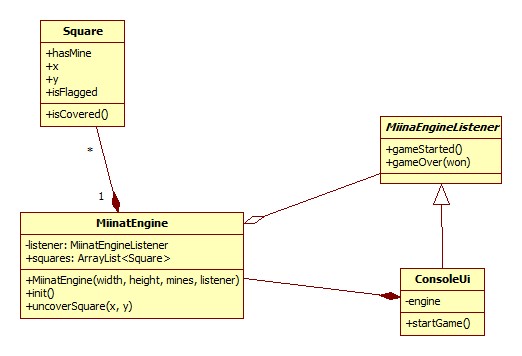 Square
+hasMine
+x
+y
+isFlagged
+isCovered()
*
1
MiinaEngineListener
+gameStarted()
+gameOver(won)
MiinatEngine
-listener: MiinatEngineListener
+squares: ArrayList<Square>
+MiinatEngine(width, height, mines, listener)
+init()
+uncoverSquare(x, y)
ConsoleUi
-engine
+startGame()